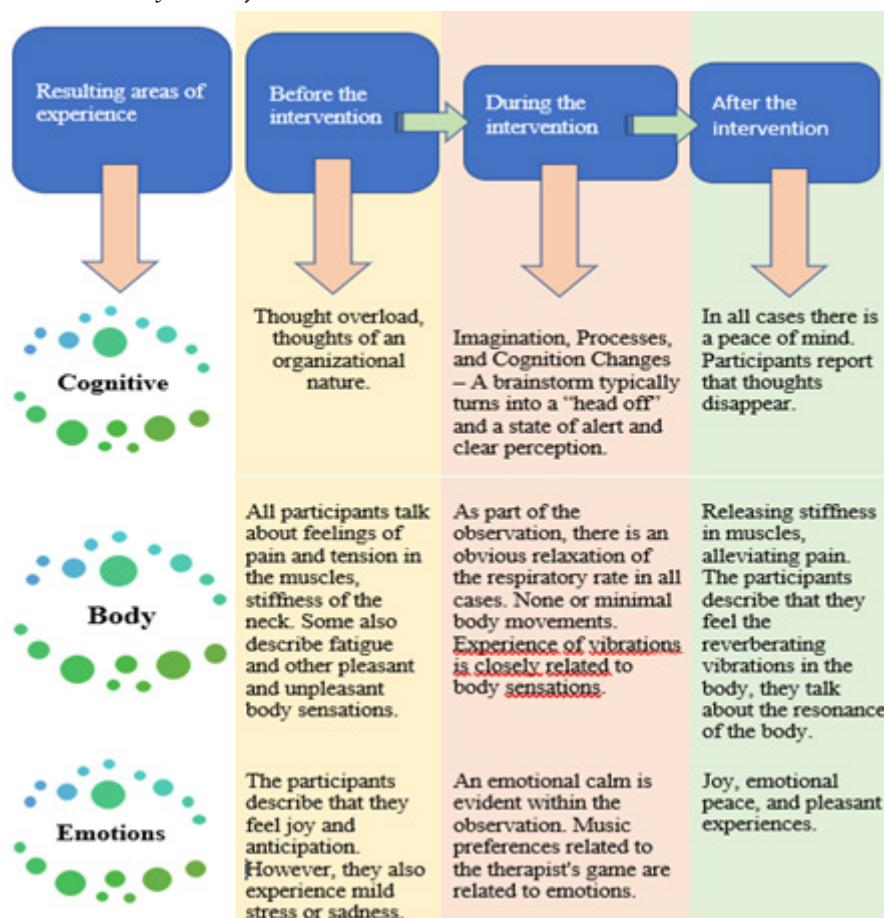 Resulting areas of
experience
Before the
intervention
During the
intervention
After the
intervention
Cognitive
Thought overload,
thoughts of an
organizational
nature.
Imagination, Processes,
and Cognition Changes
– A brainstorm typically
turns into a “head off”
and a state of alert and
clear perception.
In all cases there is
a peace of mind.
Participants report
that thoughts
disappear.
Body
All participants talk
about feelings of
pain and tension in
the muscles,
stiffness of the
neck. Some also
describe fatigue
and other pleasant
and unpleasant
body sensations.
As part of the
observation, there is an
obvious relaxation of
the respiratory rate in all
cases. None or minimal
body movements.
Experience of vibrations
is closely related to
body sensations.
Releasing stiffness
in muscles,
alleviating pain.
The participants
describe that they
feel the
reverberating
vibrations in the
body, they talk
about the resonance
of the body.
Emotions
The participants
describe that they
feel joy and
anticipation.
However, they also
experience mild
stress or sadness.
An emotional calm is
evident within the
observation. Music
preferences related to
the therapist's game are
related to emotions.
Joy, emotional
peace, and pleasant
experiences.